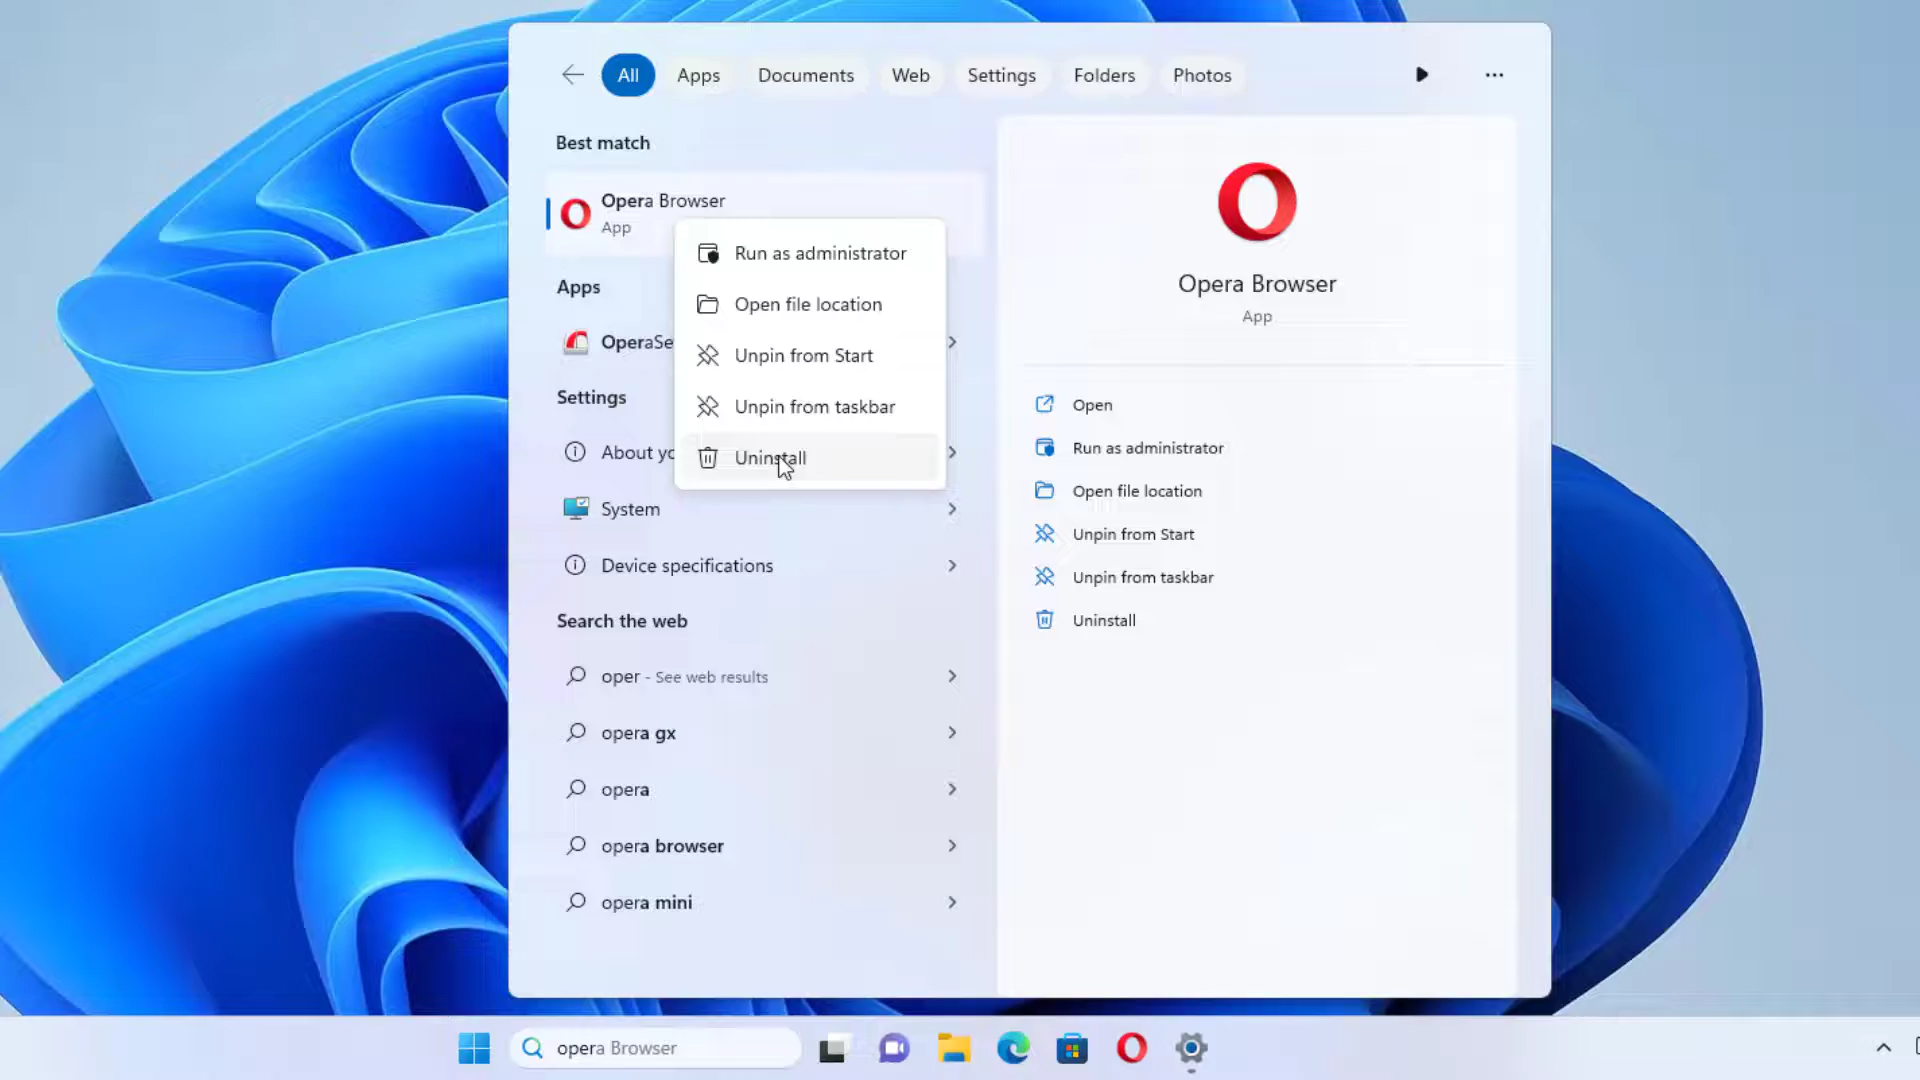 All
Apps
Documents
Web
Settings
Folders
Photos
Best match
Opera Browser
App
Run as administrator
Open file location
Unpin from Start
Unpin from taskbar
Uninstall
Apps
OperaSe
Settings
About yo
System
Device specifications
Search the web
oper - See web results
opera gx
opera
opera browser
opera mini
Opera Browser
App
Open
Run as administrator
Open file location
Unpin from Start
Unpin from taskbar
Uninstall
opera Browser